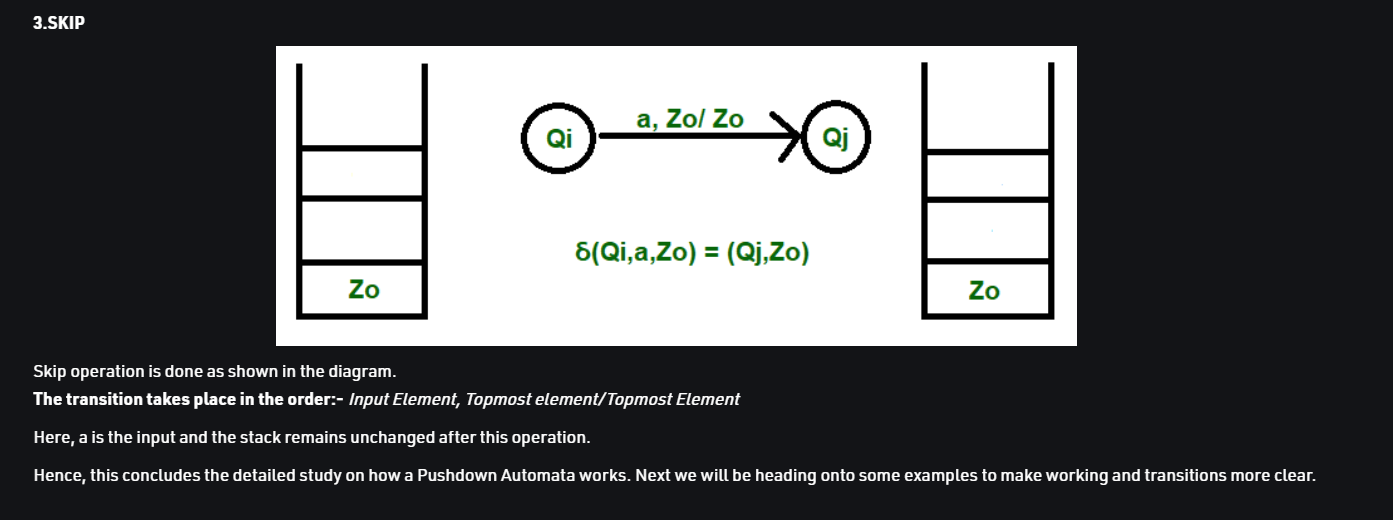 3.SKIP
a, Zo/ Zo
Qi
Qj
δ(Qi,a,Zo) = (Qj,Zo)
Zo
Zo
Skip operation is done as shown in the diagram.
The transition takes place in the order:- Input Element, Topmost element/Topmost Element
Here, a is the input and the stack remains unchanged after this operation.
Hence, this concludes the detailed study on how a Pushdown Automata works. Next we will be heading onto some examples to make working and transitions more clear.